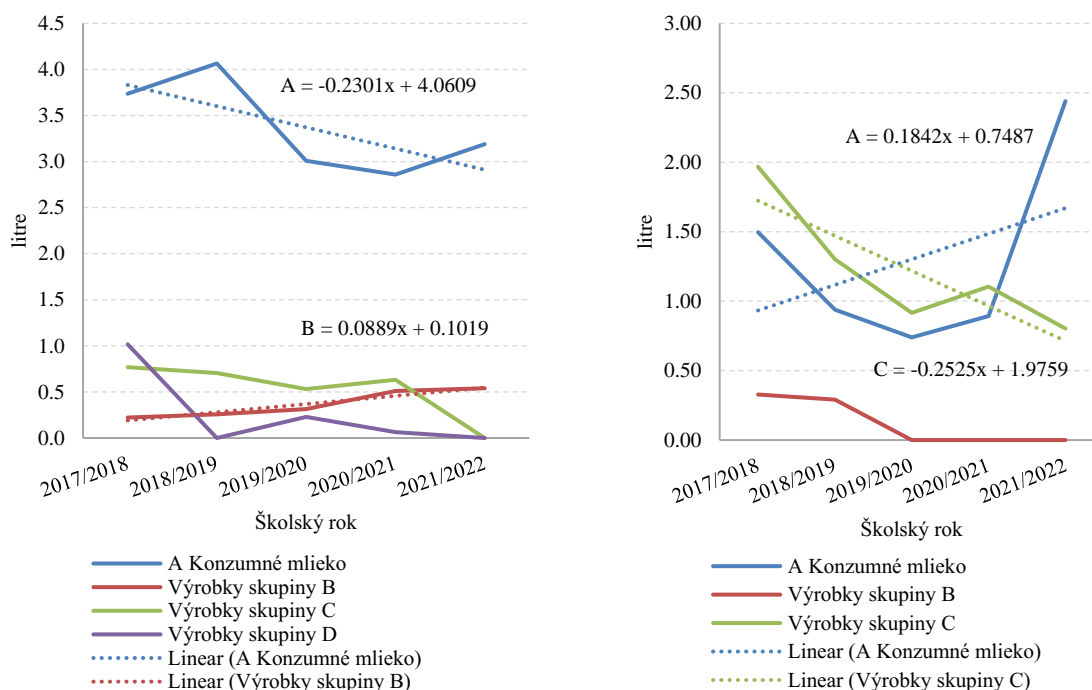 4.5
4.0
3.5
3.0
2.5
2.0
1.5
1.0
0.5
0.0
litre
A = -0.2301x + 4.0609
B = 0.0889x + 0.1019
2017/2018
2018/2019
2019/2020
2020/2021
2021/2022
Školský rok
A Konzumné mlieko
Výrobky skupiny B
Výrobky skupiny C
Výrobky skupiny D
Linear (A Konzumné mlieko)
Linear (Výrobky skupiny B)
3.00
2.50
2.00
1.50
1.00
0.50
0.00
litre
A = 0.1842x + 0.7487
C = -0.2525x + 1.9759
2017/2018
2018/2019
2019/2020
2020/2021
2021/2022
Školský rok
A Konzumné mlieko
Výrobky skupiny B
Výrobky skupiny C
Linear (A Konzumné mlieko)
Linear (Výrobky skupiny C)